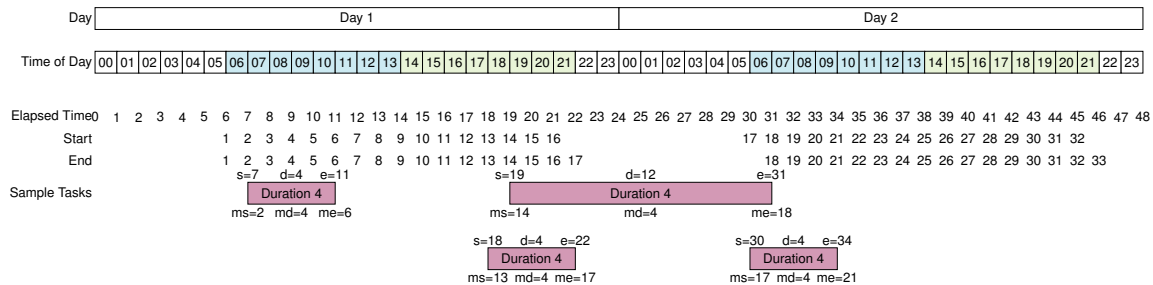 Day Day 1 Day 2
Time of Day 00 01 02 03 04 05 06 07 08 09 10 11 12 13 14 15 16 17 18 19 20 21 22 23 00 01 02 03 04 05 06 07 08 09 10 11 12 13 14 15 16 17 18 19 20 21 22 23
Elapsed Time 0 1 2 3 4 5 6 7 8 9 10 11 12 13 14 15 16 17 18 19 20 21 22 23 24 25 26 27 28 29 30 31 32 33 34 35 36 37 38 39 40 41 42 43 44 45 46 47 48
Start 1 2 3 4 5 6 7 8 9 10 11 12 13 14 15 16 17 18 19 20 21 22 23 24 25 26 27 28 29 30 31 32
End 1 2 3 4 5 6 7 8 9 10 11 12 13 14 15 16 17 18 19 20 21 22 23 24 25 26 27 28 29 30 31 32 33
s=7 d=4 e=11 s=19 d=12 e=31
Sample Tasks Duration 4 Duration 4
ms=2 md=4 me=6 ms=14 md=4 me=18
s=18 d=4 e=22 s=30 d=4 e=34
Duration 4 Duration 4
ms=13 md=4 me=17 ms=17 md=4 me=21